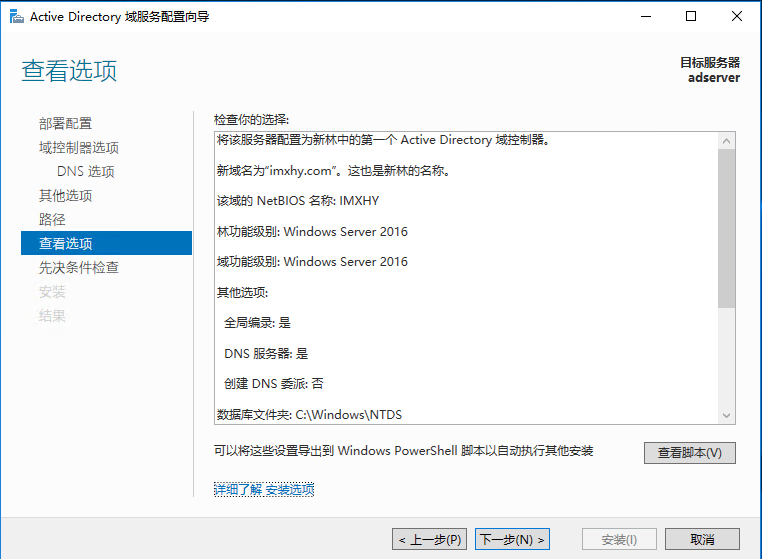 Active Directory 域服务配置向导
查看选项
目标服务器
adserver
部署配置
域控制器选项
DNS 选项
其他选项
路径
查看选项
先决条件检查
安装
结果
检查你的选择:
将该服务器配置为新林中的第一个 Active Directory 域控制器。
新域名为“imxhy.com”。这也是新林的名称。
该域的 NetBIOS 名称: IMXHY
林功能级别: Windows Server 2016
域功能级别: Windows Server 2016
其他选项:
全局编录: 是
DNS 服务器: 是
创建 DNS 委派: 否
数据库文件夹: C:\Windows\NTDS
可以将这些设置导出到 Windows PowerShell 脚本以自动执行其他安装
查看脚本(V)
详细了解 安装选项
< 上一步(P)
下一步(N) >
安装(I)
取消